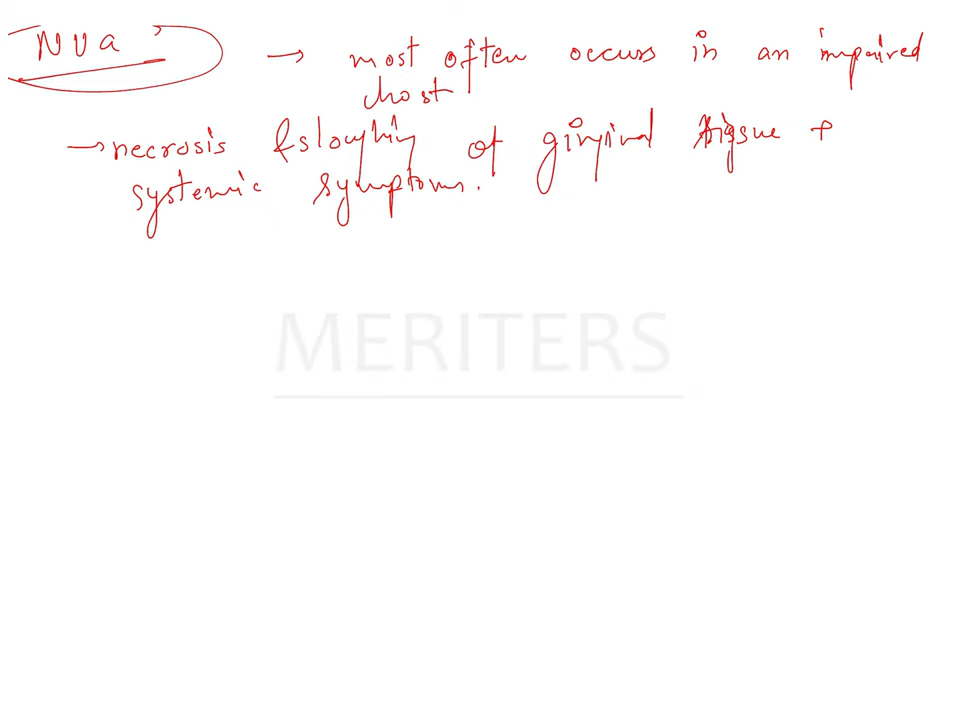 NUG → most often occurs in an impaired
host
→ necrosis & sloughing of gingival tissue +
systemic symptoms.
MERITERS